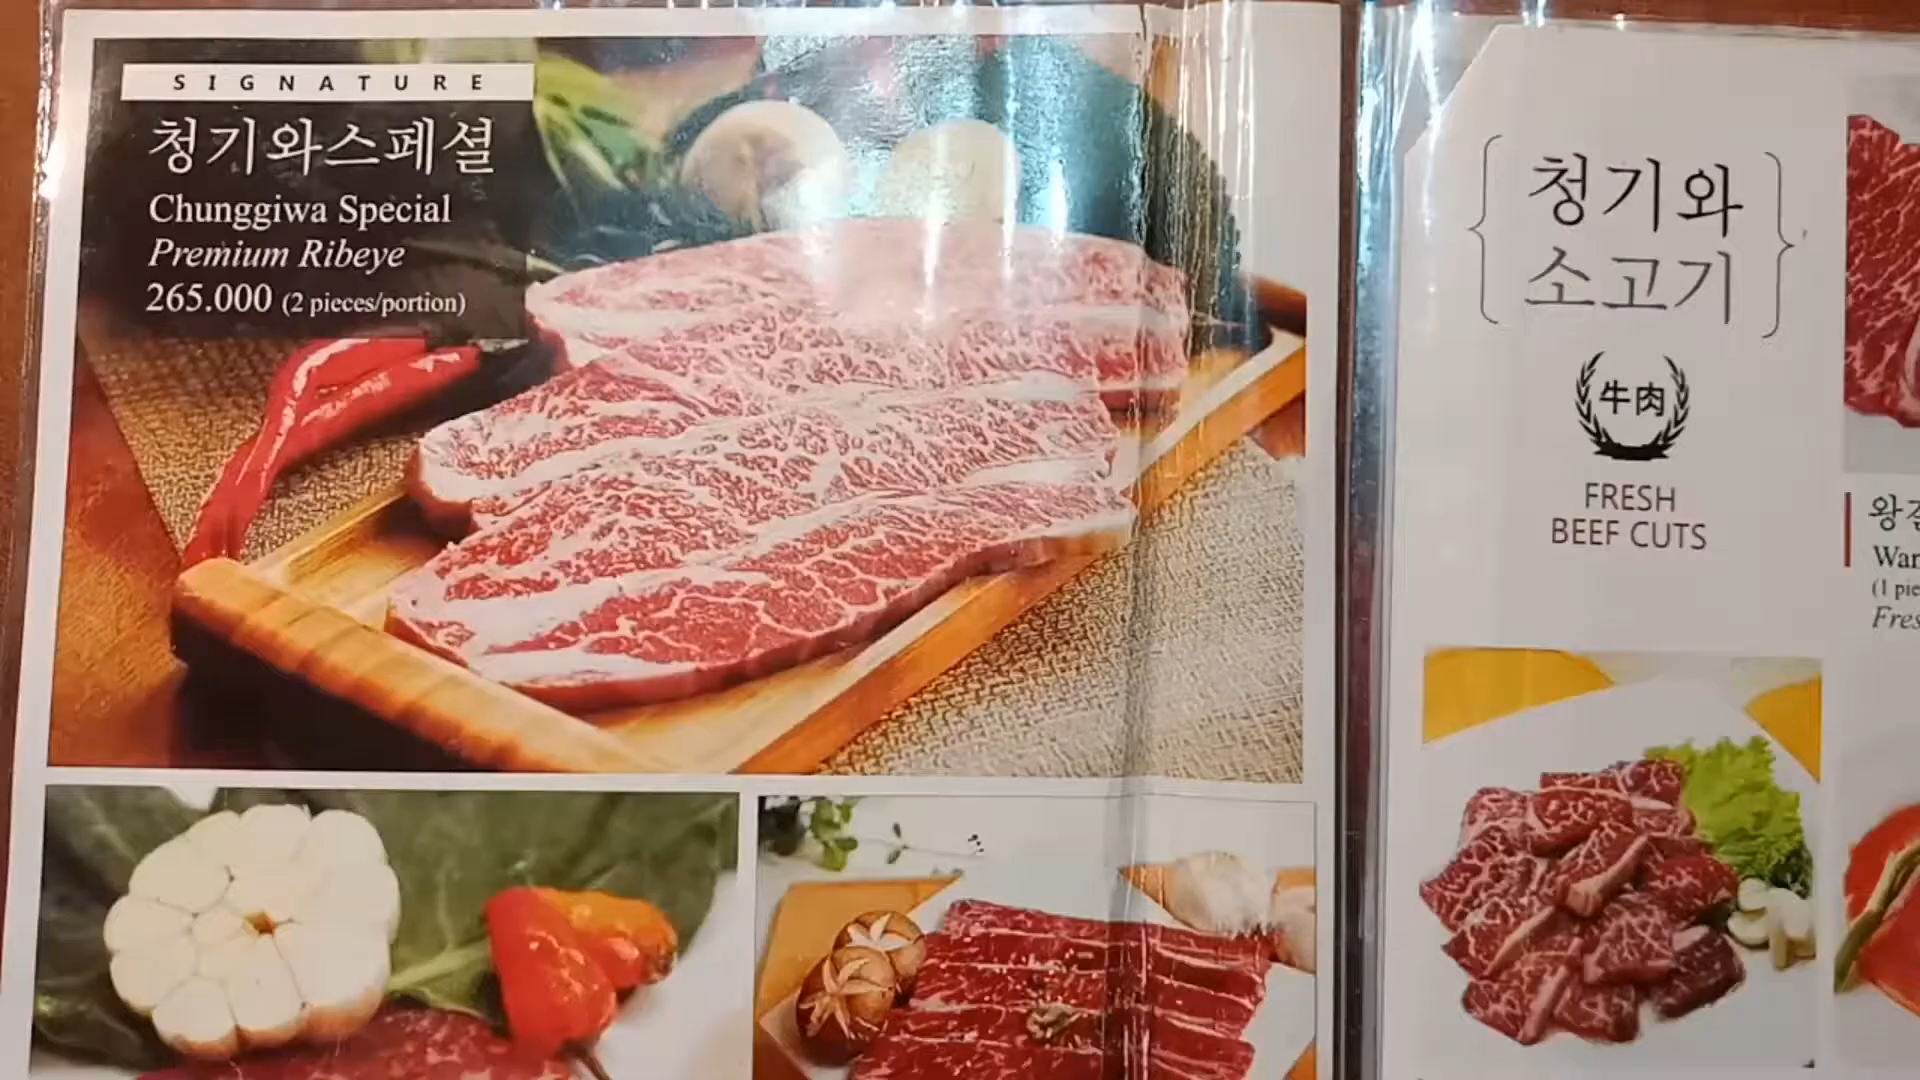 SIGNATURE
청기와스페셜
Chunggiwa Special
Premium Ribeye
265.000 (2 pieces/portion)
청기와
소고기
牛肉
FRESH
BEEF CUTS